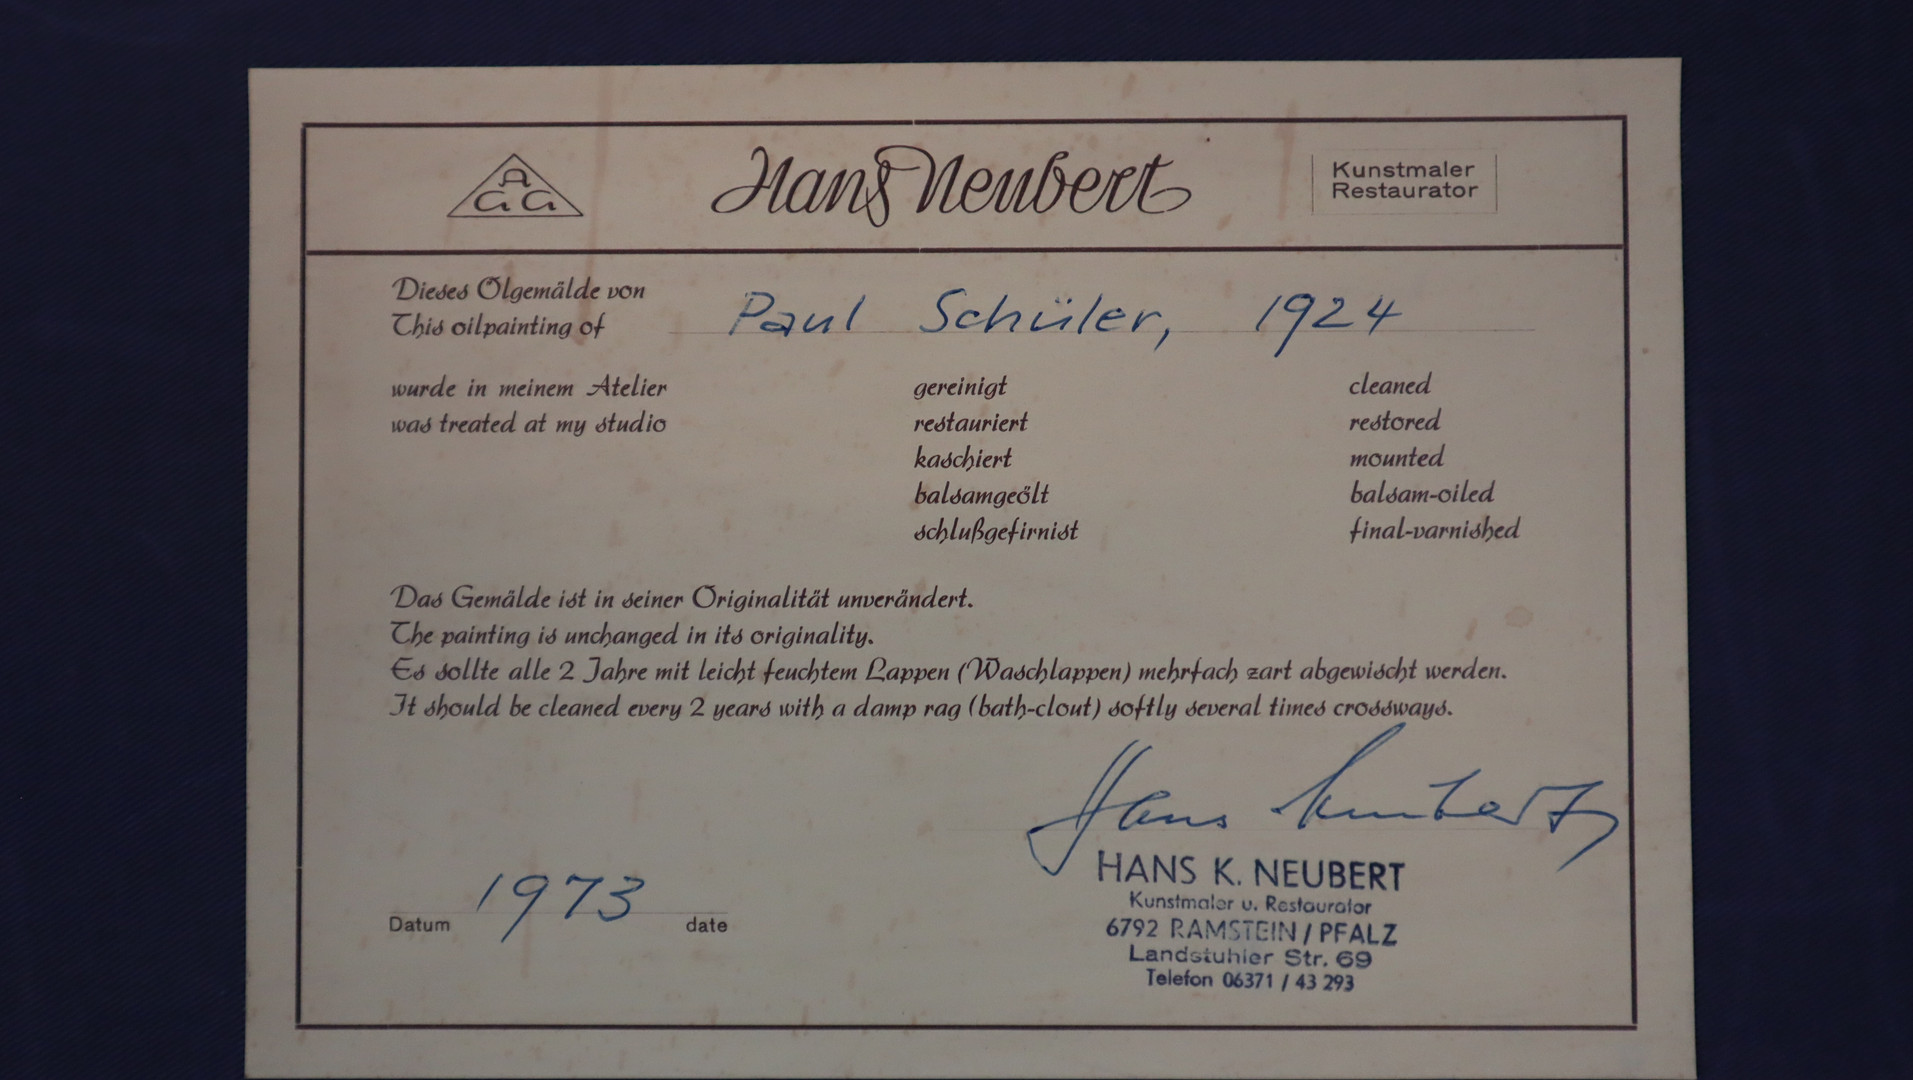 A
G G
Hans Neubert
Kunstmaler
Restaurator
Dieses Ölgemälde von
This oilpainting of
Paul Schüler, 1924
wurde in meinem Atelier
was treated at my studio
gereinigt
restauriert
kaschiert
balsamgeölt
schlußgefirnist
cleaned
restored
mounted
balsam-oiled
final-varnished
Das Gemälde ist in seiner Originalität unverändert.
The painting is unchanged in its originality.
Es sollte alle 2 Jahre mit leicht feuchtem Lappen (Waschlappen) mehrfach zart abgewischt werden.
It should be cleaned every 2 years with a damp rag (bath-clout) softly several times crossways.
Hans Neubert
HANS K. NEUBERT
Kunstmaler u. Restaurator
6792 RAMSTEIN / PFALZ
Landstuhler Str. 69
Telefon 06371 / 43 293
Datum 1973 date